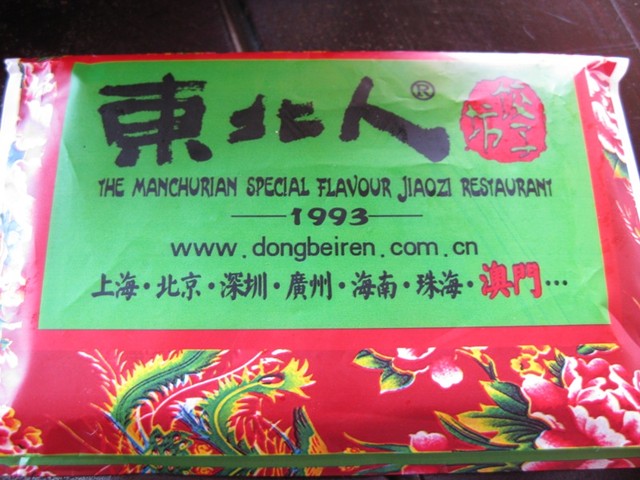 東北人®
餃子坊
THE MANCHURIAN SPECIAL FLAVOUR JIAOZI RESTAURANT
1993
www.dongbeiren.com.cn
上海·北京·深圳·廣州·海南·珠海·澳門…